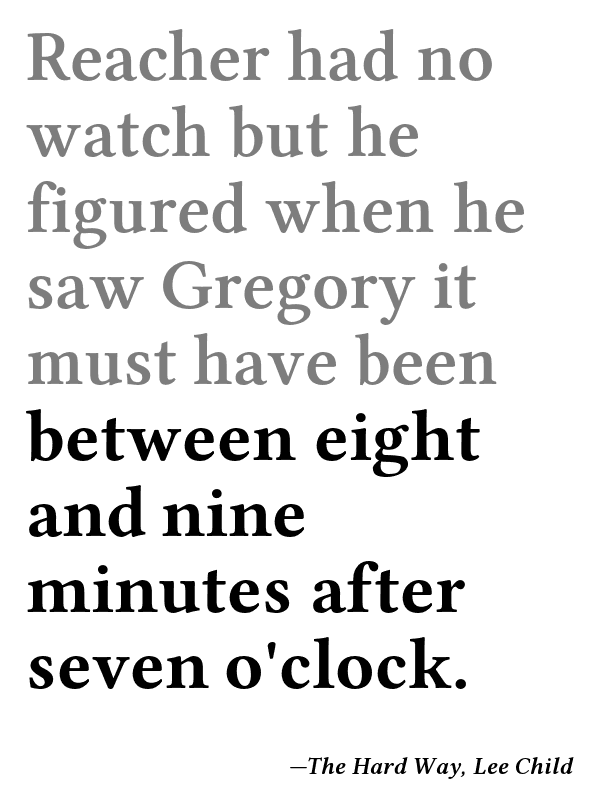 Reacher had no
watch but he
figured when he
saw Gregory it
must have been
between eight
and nine
minutes after
seven o'clock.
—The Hard Way, Lee Child